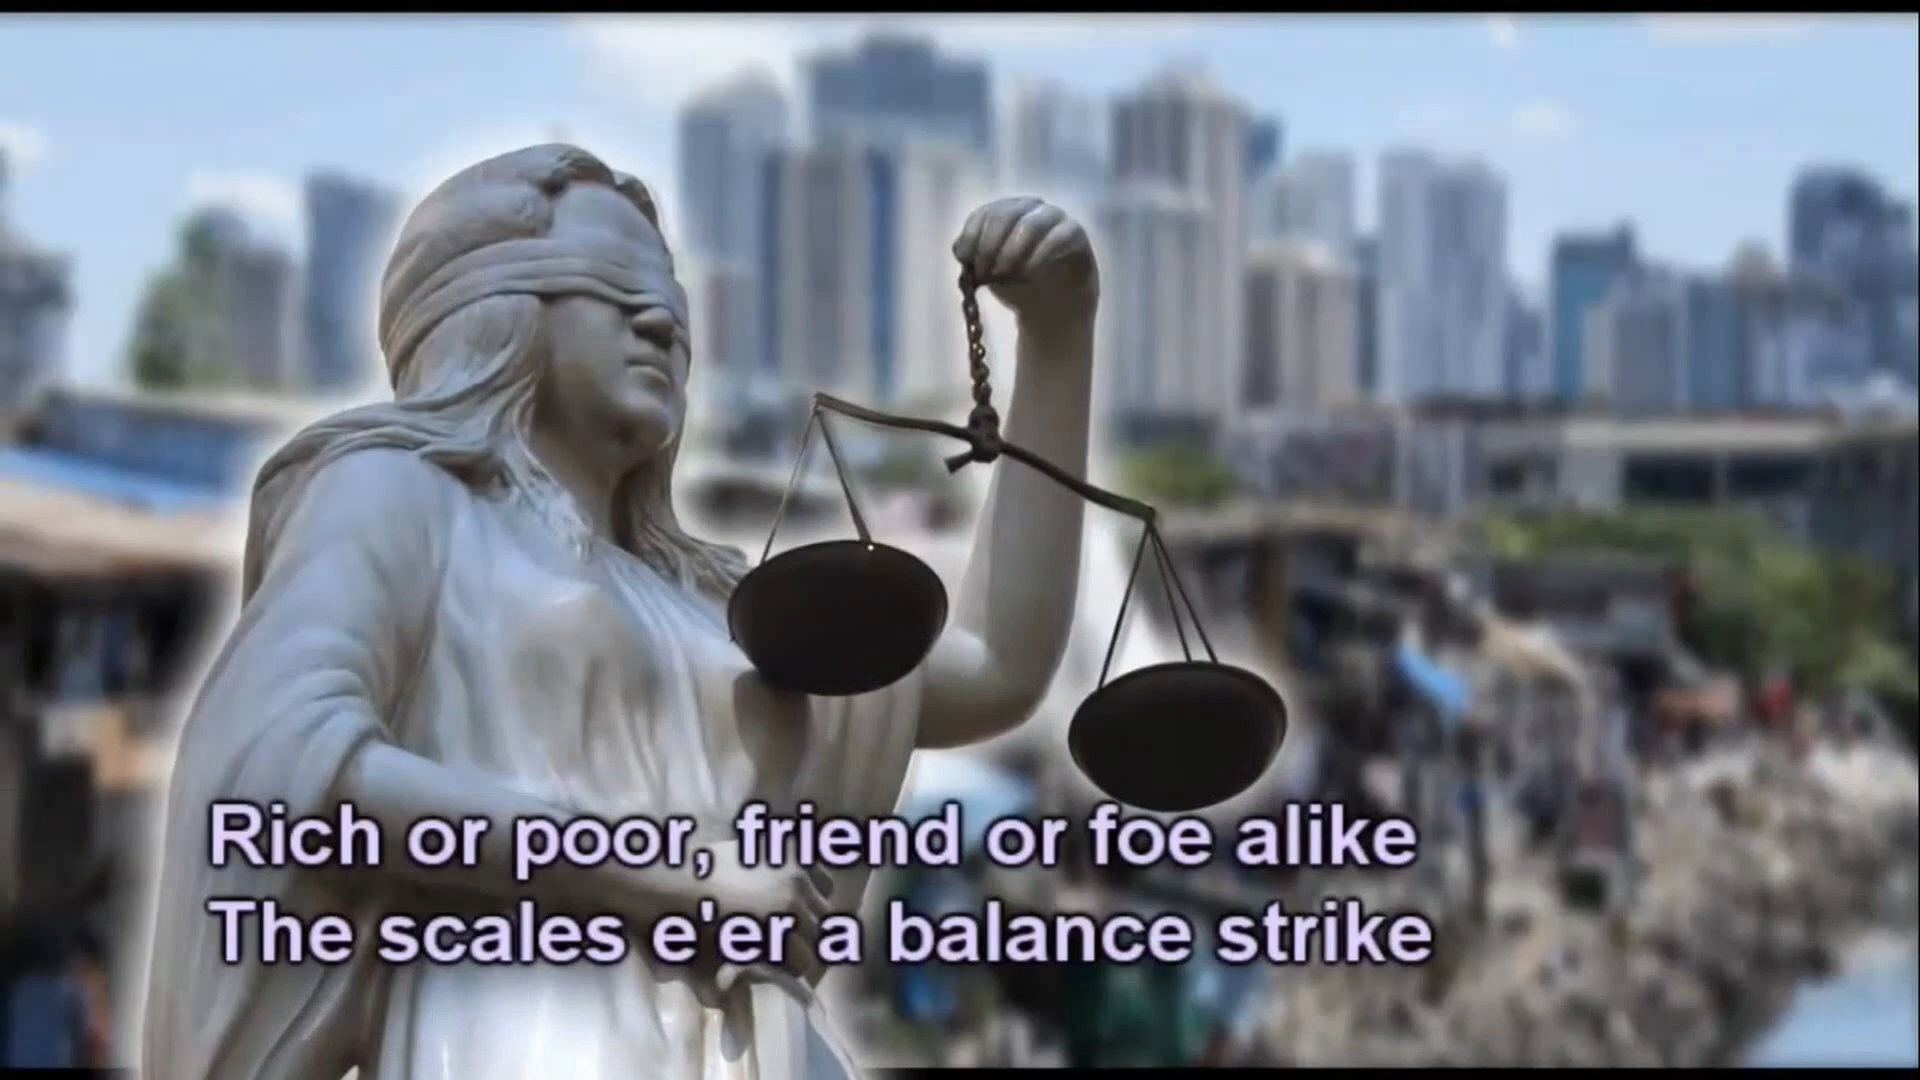 Rich or poor, friend or foe alike
The scales e'er a balance strike